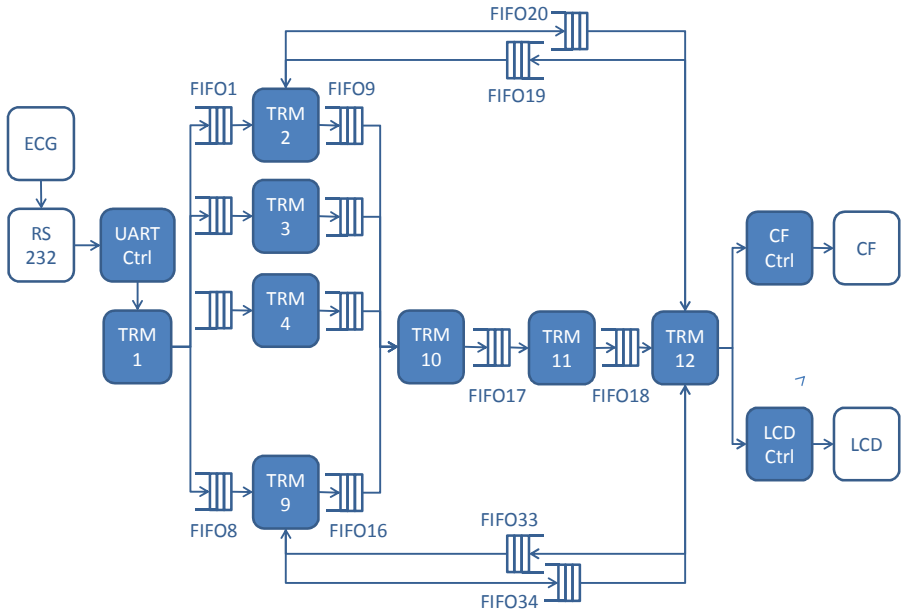 FIFO20
FIFO19
FIFO1
FIFO9
TRM
2
ECG
TRM
3
RS
232
UART
Ctrl
CF
Ctrl
CF
TRM
4
TRM
1
TRM
10
TRM
11
TRM
12
FIFO17
FIFO18
LCD
Ctrl
LCD
TRM
9
FIFO8
FIFO16
FIFO33
FIFO34